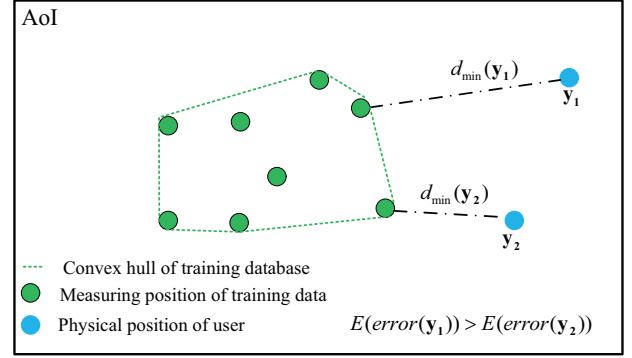 AoI
d_min(y_1)
y_1
d_min(y_2)
y_2
Convex hull of training database
Measuring position of training data
Physical position of user
E(error(y_1)) > E(error(y_2))